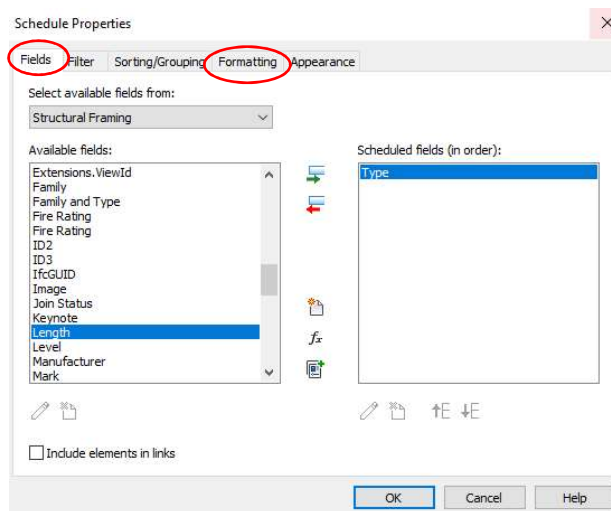 Schedule Properties
Fields Filter Sorting/Grouping Formatting Appearance
Select available fields from:
Structural Framing
Available fields:
Extensions.ViewId
Family
Family and Type
Fire Rating
Fire Rating
ID2
ID3
IfcGUID
Image
Join Status
Keynote
Length
Level
Manufacturer
Mark
fx
Scheduled fields (in order):
Type
Include elements in links
OK Cancel Help